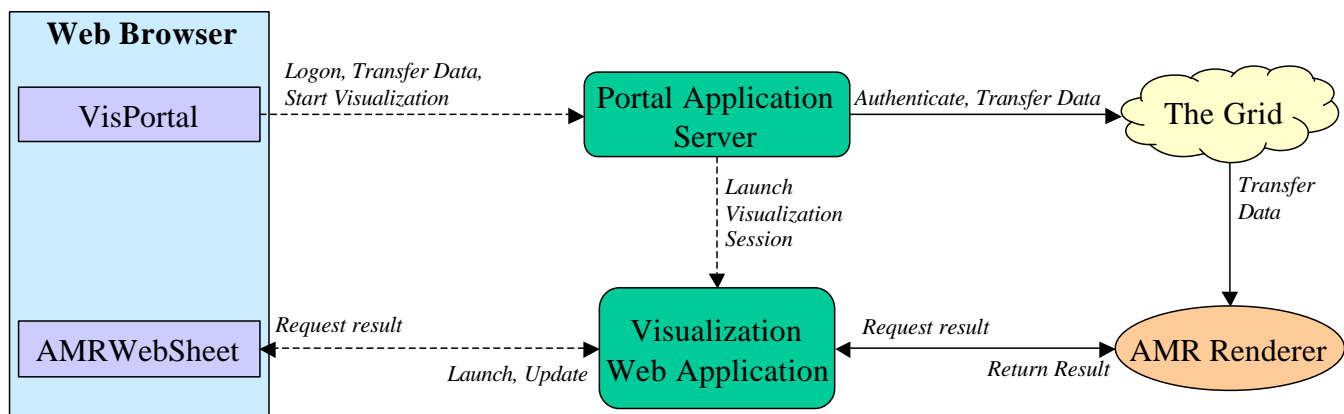 Web Browser
VisPortal
Logon, Transfer Data,
Start Visualization
Portal Application
Server
Authenticate, Transfer Data
The Grid
Launch
Visualization
Session
Transfer
Data
AMRWebSheet
Request result
Launch, Update
Visualization
Web Application
Request result
Return Result
AMR Renderer